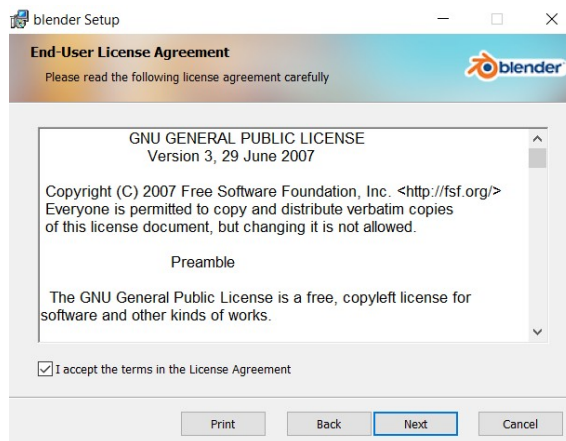 blender Setup
End-User License Agreement
Please read the following license agreement carefully
blender
GNU GENERAL PUBLIC LICENSE
Version 3, 29 June 2007
Copyright (C) 2007 Free Software Foundation, Inc. <http://fsf.org/>
Everyone is permitted to copy and distribute verbatim copies
of this license document, but changing it is not allowed.
Preamble
The GNU General Public License is a free, copyleft license for
software and other kinds of works.
I accept the terms in the License Agreement
Print
Back
Next
Cancel